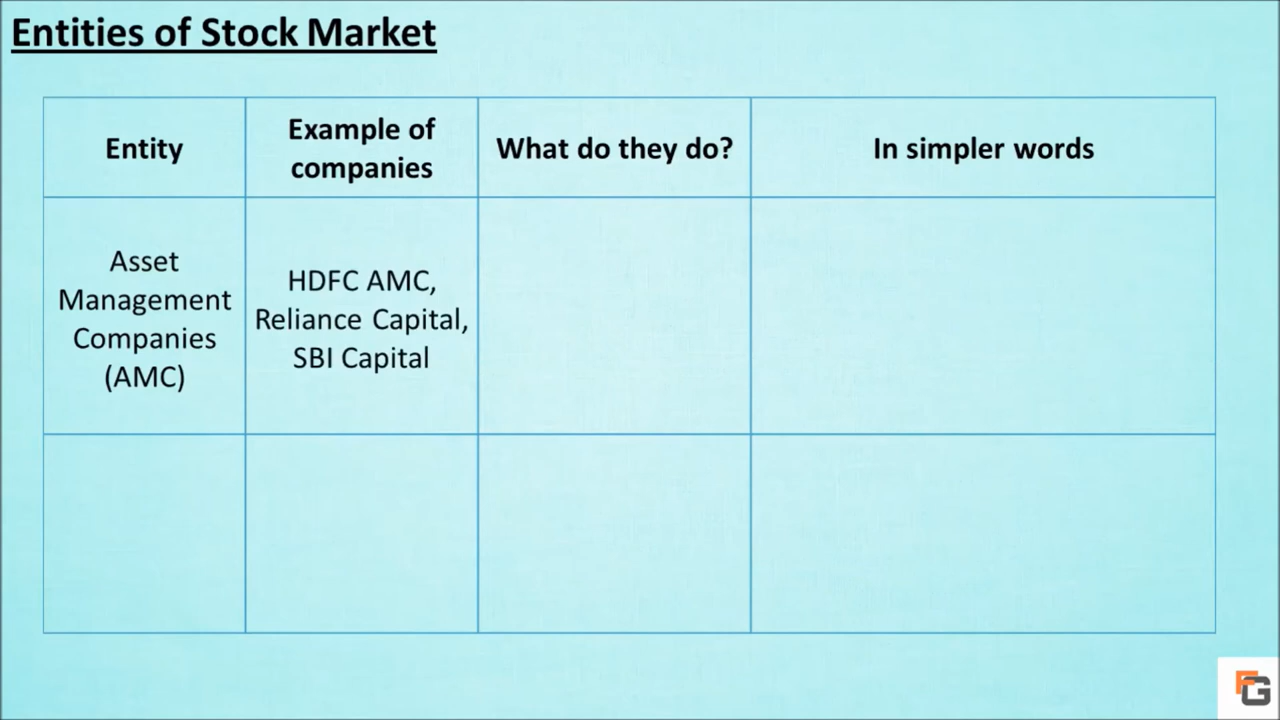 Entities of Stock Market
Entity
Example of
companies
What do they do?
In simpler words
Asset
Management
Companies
(AMC)
HDFC AMC,
Reliance Capital,
SBI Capital
FG